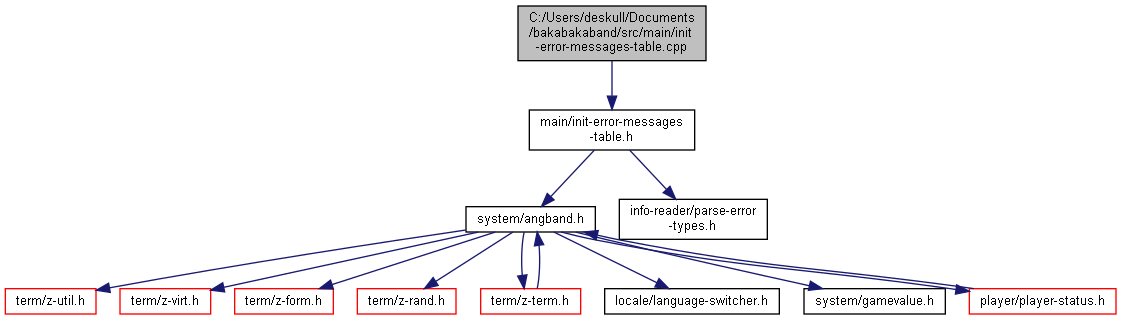 C:/Users/deskull/Documents
/bakabakaband/src/main/init
-error-messages-table.cpp
main/init-error-messages
-table.h
system/angband.h
info-reader/parse-error
-types.h
term/z-util.h
term/z-virt.h
term/z-form.h
term/z-rand.h
term/z-term.h
locale/language-switcher.h
system/gamevalue.h
player/player-status.h